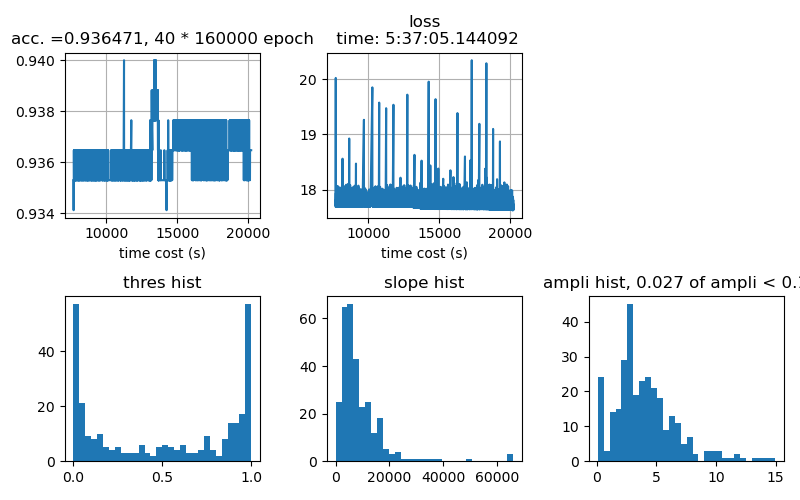 acc. =0.936471, 40 * 160000 epoch
0.940
0.938
0.936
0.934
10000 15000 20000
time cost (s)
loss
time: 5:37:05.144092
20
19
18
10000 15000 20000
time cost (s)
thres hist
40
20
0
0.0 0.5 1.0
slope hist
60
40
20
0
0 20000 40000 60000
ampli hist, 0.027 of ampli < 0.
40
30
20
10
0
0 5 10 15